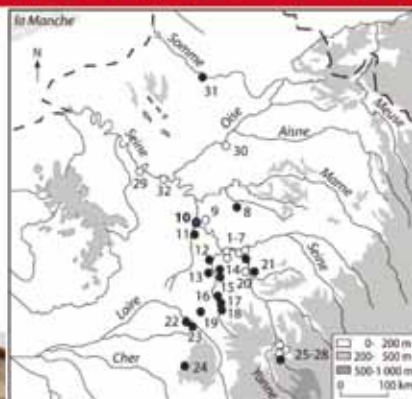 la Manche
N
Somme
31
Oise
Meuse
Aisne
Seine
30
29
32
Marne
10
9
8
11
1-7
Seine
12
13
14
21
20
15
16
17
18
Loire
22
19
23
Cher
24
Yonne
25-28
0- 200 m
200- 500 m
500-1 000 m
0 100 km